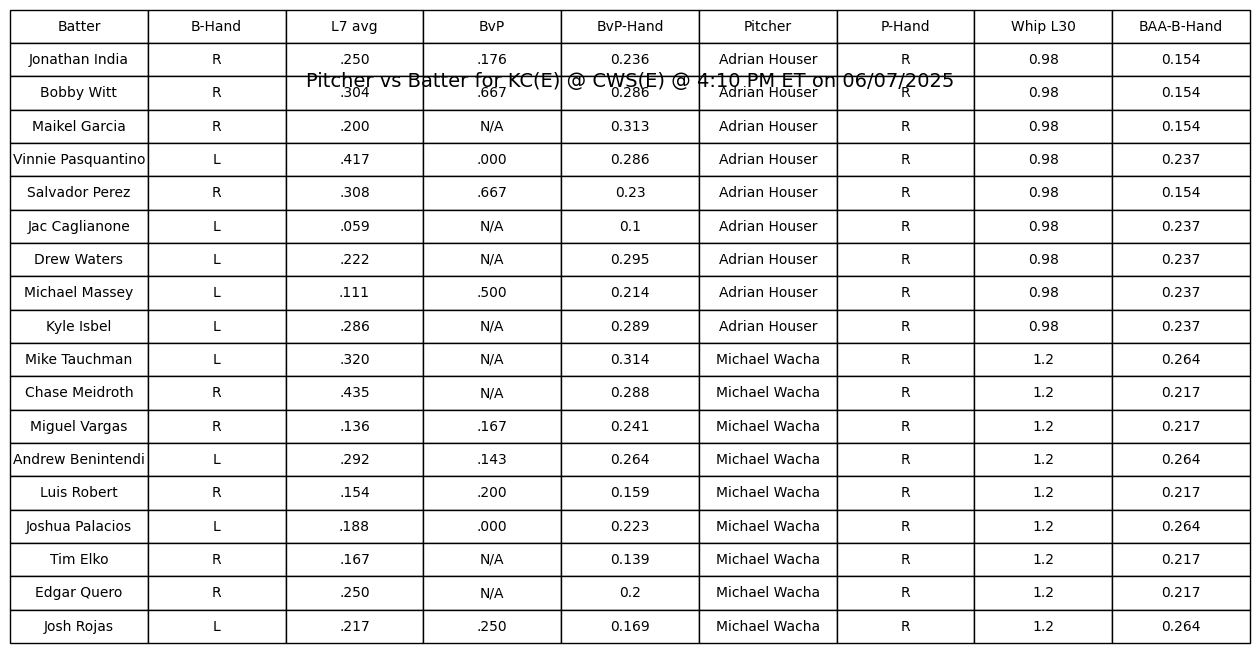 Batter B-Hand L7 avg BvP BvP-Hand Pitcher P-Hand Whip L30 BAA-B-Hand
Jonathan India R .250 .176 0.236 Adrian Houser R 0.98 0.154
Pitcher vs Batter for KC(E) @ CWS(E) @ 4:10 PM ET on 06/07/2025
Bobby Witt R .304 .667 0.286 Adrian Houser R 0.98 0.154
Maikel Garcia R .200 N/A 0.313 Adrian Houser R 0.98 0.154
Vinnie Pasquantino L .417 .000 0.286 Adrian Houser R 0.98 0.237
Salvador Perez R .308 .667 0.23 Adrian Houser R 0.98 0.154
Jac Caglianone L .059 N/A 0.1 Adrian Houser R 0.98 0.237
Drew Waters L .222 N/A 0.295 Adrian Houser R 0.98 0.237
Michael Massey L .111 .500 0.214 Adrian Houser R 0.98 0.237
Kyle Isbel L .286 N/A 0.289 Adrian Houser R 0.98 0.237
Mike Tauchman L .320 N/A 0.314 Michael Wacha R 1.2 0.264
Chase Meidroth R .435 N/A 0.288 Michael Wacha R 1.2 0.217
Miguel Vargas R .136 .167 0.241 Michael Wacha R 1.2 0.217
Andrew Benintendi L .292 .143 0.264 Michael Wacha R 1.2 0.264
Luis Robert R .154 .200 0.159 Michael Wacha R 1.2 0.217
Joshua Palacios L .188 .000 0.223 Michael Wacha R 1.2 0.264
Tim Elko R .167 N/A 0.139 Michael Wacha R 1.2 0.217
Edgar Quero R .250 N/A 0.2 Michael Wacha R 1.2 0.217
Josh Rojas L .217 .250 0.169 Michael Wacha R 1.2 0.264